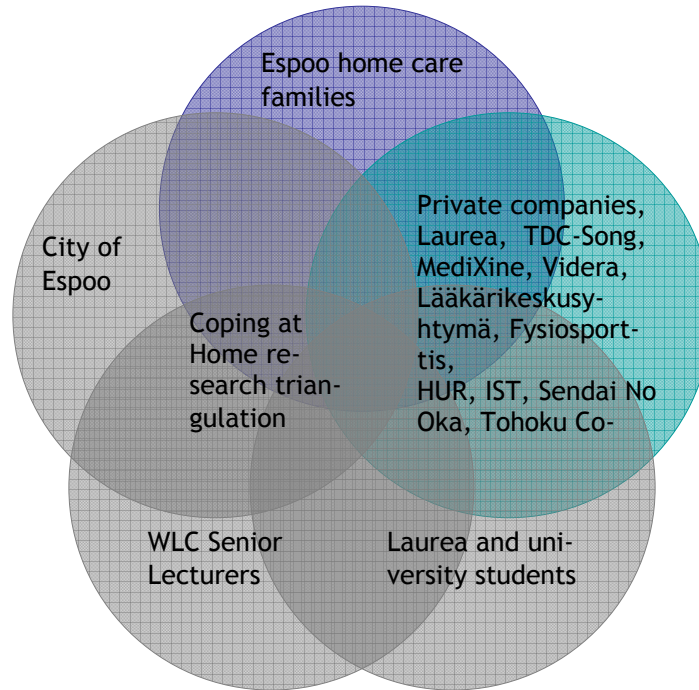 Espoo home care
families
Private companies,
Laurea, TDC-Song,
MediXine, Videra,
Lääkärikeskusy-
htymä, Fysiosport-
tis,
HUR, IST, Sendai No
Oka, Tohoku Co-
City of
Espoo
Coping at
Home re-
search trian-
gulation
WLC Senior
Lecturers
Laurea and uni-
versity students